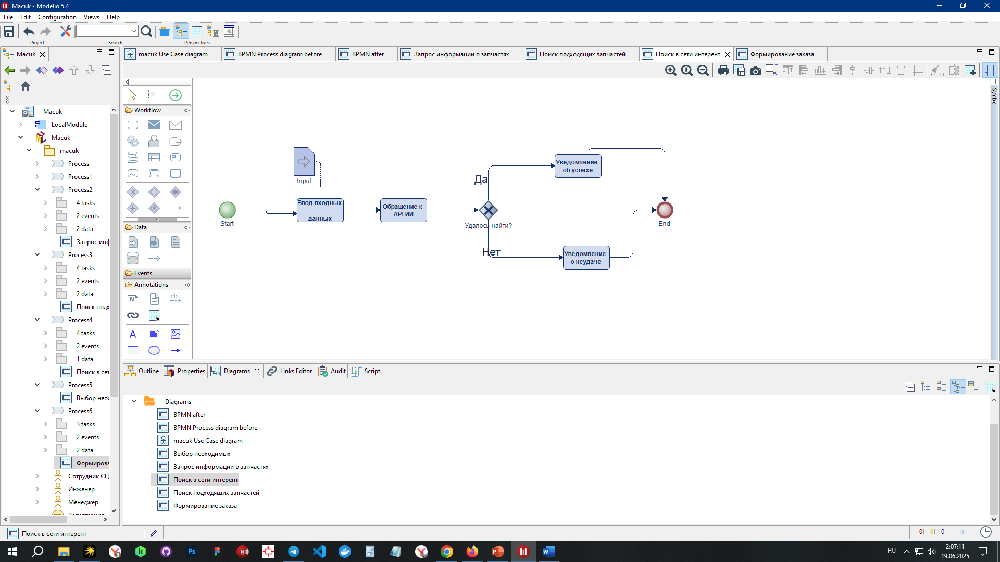 Macuk - Modelio 5.4
File Edit Configuration Views Help
Project Search Perspectives
Macuk
macuk Use Case diagram
BPMN Process diagram before
BPMN after
Запрос информации о запчастях
Поиск подходящих запчастей
Поиск в сети интерент
Формирование заказа
Macuk
LocalModule
Macuk
macuk
Process
Process1
Process2
4 tasks
2 events
2 data
Запрос инф
Process3
4 tasks
2 events
2 data
Поиск подх
Process4
4 tasks
2 events
1 data
Поиск в сет
Process5
Выбор неох
Process6
3 tasks
2 events
2 data
Формирова
Сотрудник СЦ
Инженер
Менеджер
Регистрация
Workflow
Data
Events
Annotations
N
<d>
A
Symbol
Input
Start
Ввод входных
данных
Обращение к
API ИИ
Удалось найти?
Да
Нет
Уведомление
об успехе
Уведомление
о неудаче
End
Outline
Properties
Diagrams
Links Editor
Audit
Script
Diagrams
BPMN after
BPMN Process diagram before
macuk Use Case diagram
Выбор неоходимых
Запрос информации о запчастях
Поиск в сети интерент
Поиск подходящих запчастей
Формирование заказа
Поиск в сети интерент
0 8 0 0
Ps
RU
2:07:11
19.06.2025